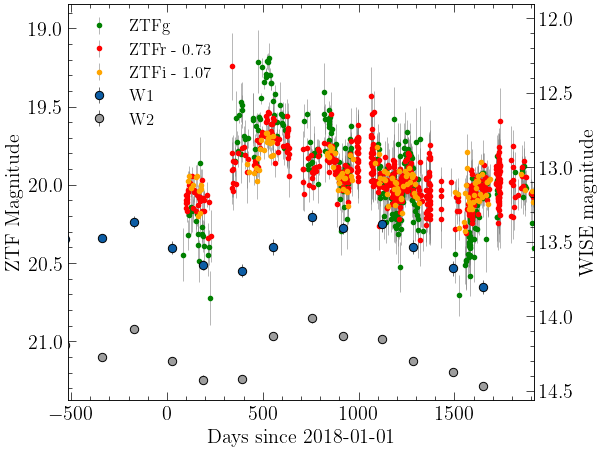 ZTFg
ZTFr - 0.73
ZTFi - 1.07
W1
W2
19.0
19.5
20.0
20.5
21.0
ZTF Magnitude
12.0
12.5
13.0
13.5
14.0
14.5
WISE magnitude
−500 0 500 1000 1500
Days since 2018-01-01